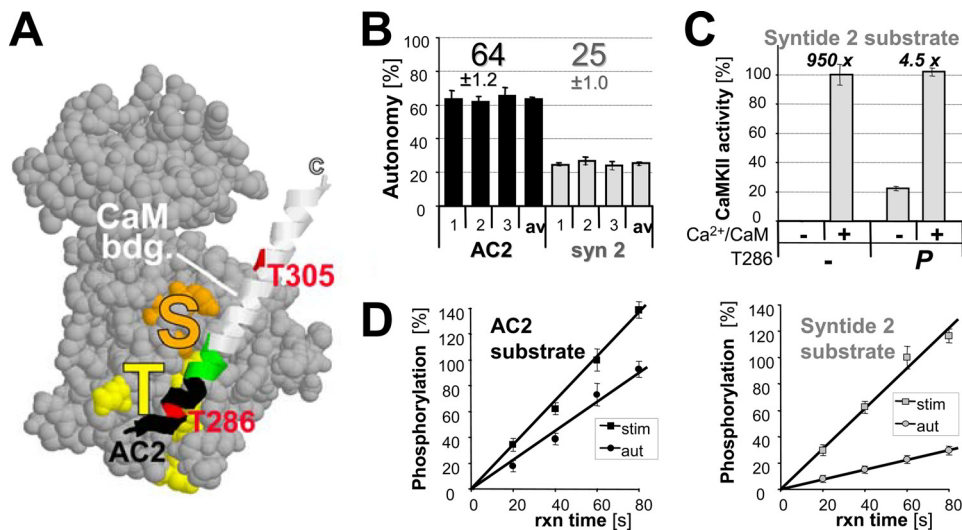 A
C
CaM
bdg.
T305
S
T
T286
AC2
B
Autonomy [%]
100
80
60
40
20
0
64
±1.2
25
±1.0
1 2 3 av 1 2 3 av
AC2 syn 2
C
Syntide 2 substrate
950 x 4.5 x
CaMKII activity [%]
100
80
60
40
20
0
Ca2+/CaM - + - +
T286 - P
D
Phosphorylation [%]
140
120
100
80
60
40
20
0
AC2
substrate
stim
aut
0 20 40 60 80
rxn time [s]
Phosphorylation [%]
140
120
100
80
60
40
20
0
Syntide 2
substrate
stim
aut
0 20 40 60 80
rxn time [s]